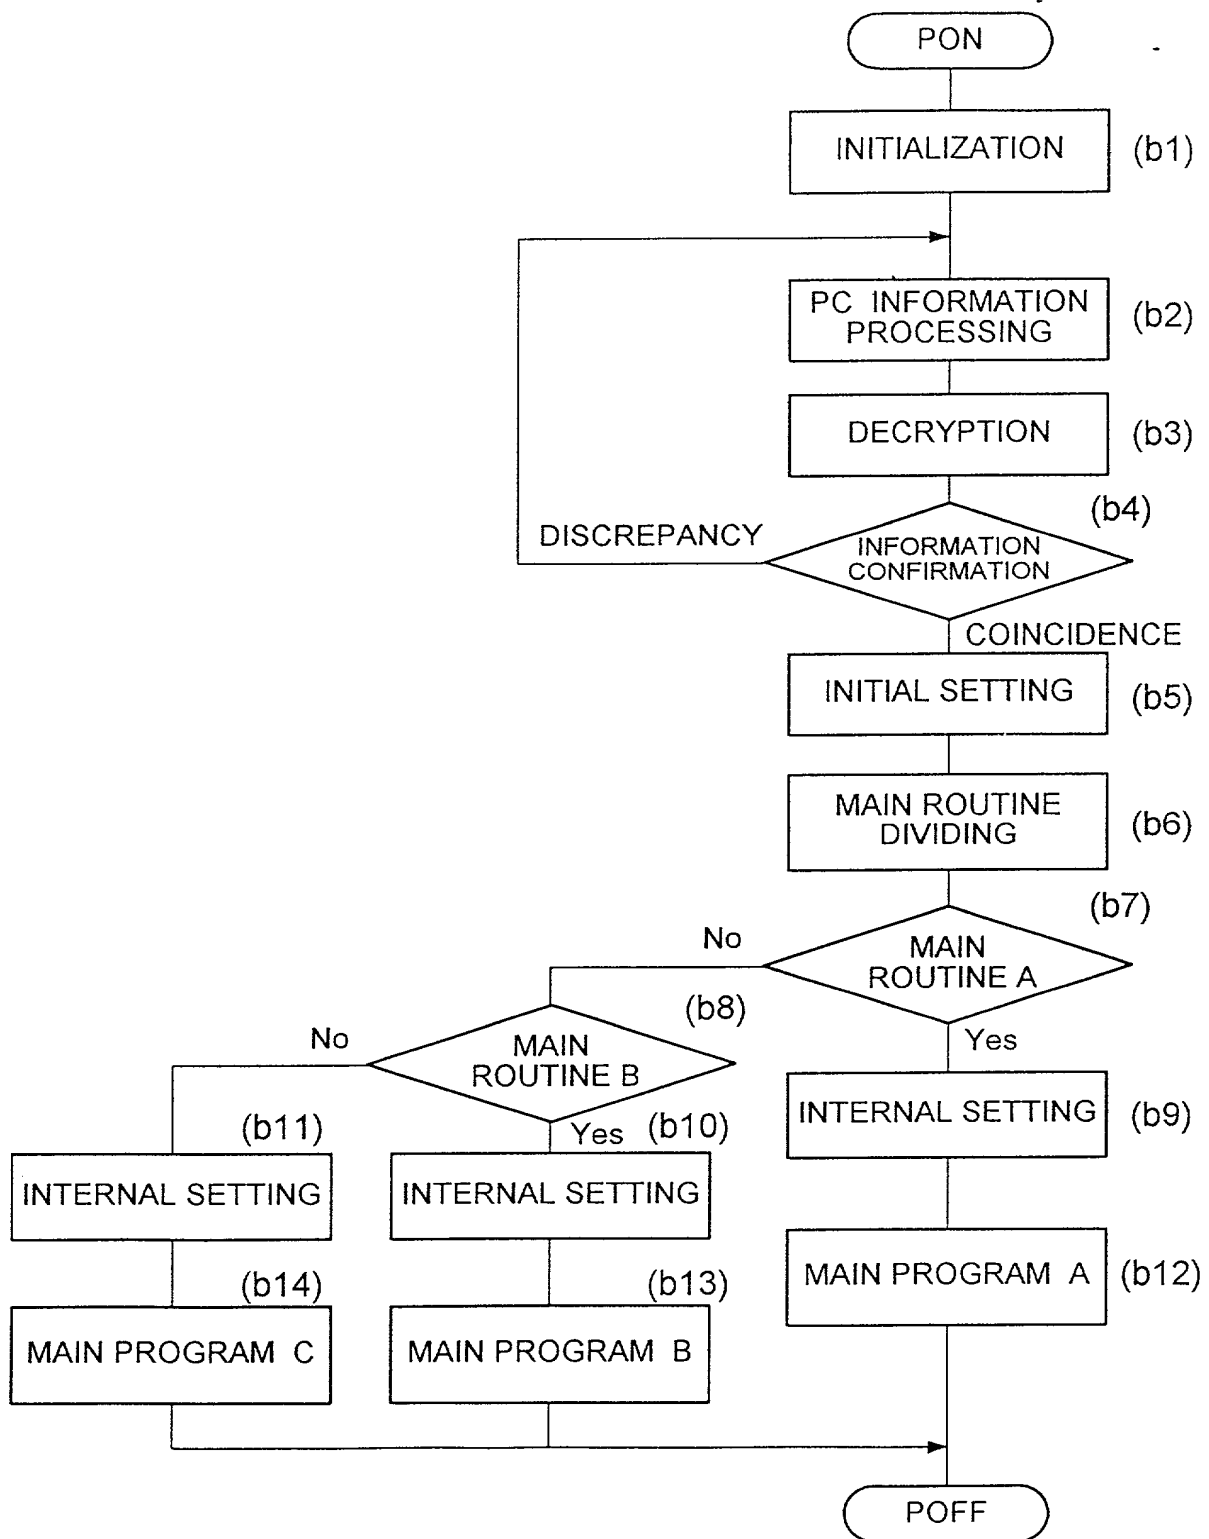 PON
INITIALIZATION (b1)
PC INFORMATION
PROCESSING
(b2)
DECRYPTION (b3)
(b4)
DISCREPANCY
INFORMATION
CONFIRMATION
COINCIDENCE
INITIAL SETTING (b5)
MAIN ROUTINE
DIVIDING
(b6)
(b7)
No
MAIN
ROUTINE A
(b8)
No
MAIN
ROUTINE B
Yes
INTERNAL SETTING (b9)
(b11)
Yes (b10)
INTERNAL SETTING
INTERNAL SETTING
MAIN PROGRAM A (b12)
(b14)
(b13)
MAIN PROGRAM C
MAIN PROGRAM B
POFF